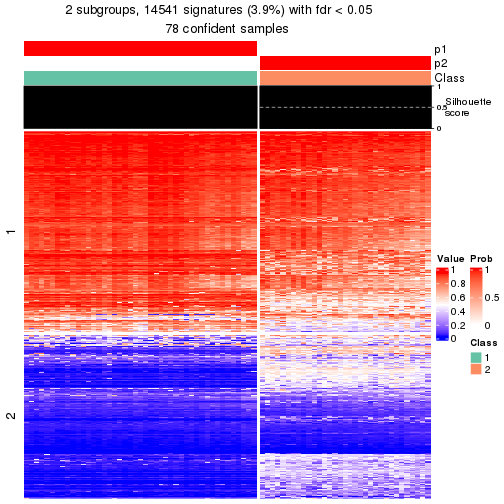 2 subgroups, 14541 signatures (3.9%) with fdr < 0.05
78 confident samples
p1
p2
Class
1
0.5
0
Silhouette
score
1
2
Value
1
0.8
0.6
0.4
0.2
0
Prob
1
0.5
0
Class
1
2